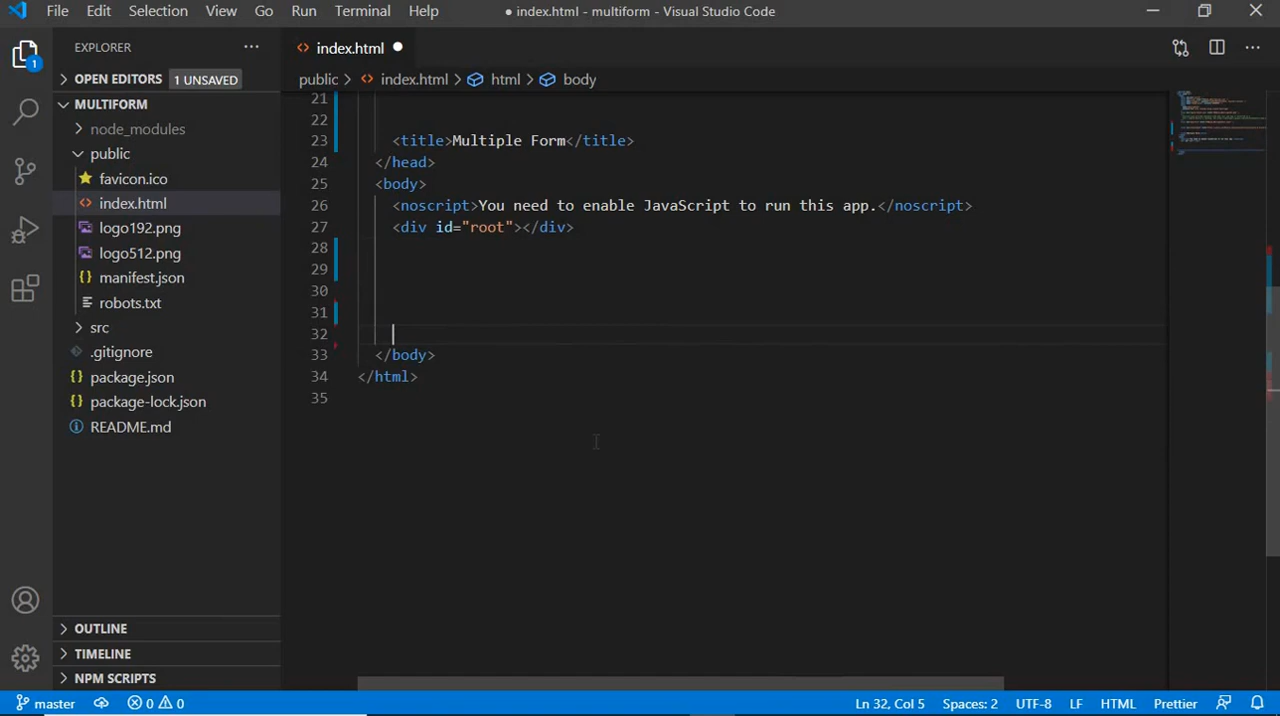 File Edit Selection View Go Run Terminal Help
● index.html - multiform - Visual Studio Code
EXPLORER
index.html ●
OPEN EDITORS 1 UNSAVED
public > index.html > html > body
MULTIFORM
node_modules
public
favicon.ico
index.html
logo192.png
logo512.png
manifest.json
robots.txt
src
.gitignore
package.json
package-lock.json
README.md
OUTLINE
TIMELINE
NPM SCRIPTS
1
21
22
23 <title>Multiple Form</title>
24 </head>
25 <body>
26 <noscript>You need to enable JavaScript to run this app.</noscript>
27 <div id="root"></div>
28
29
30
31
32
33 </body>
34 </html>
35
master 0 0 Ln 32, Col 5 Spaces: 2 UTF-8 LF HTML Prettier